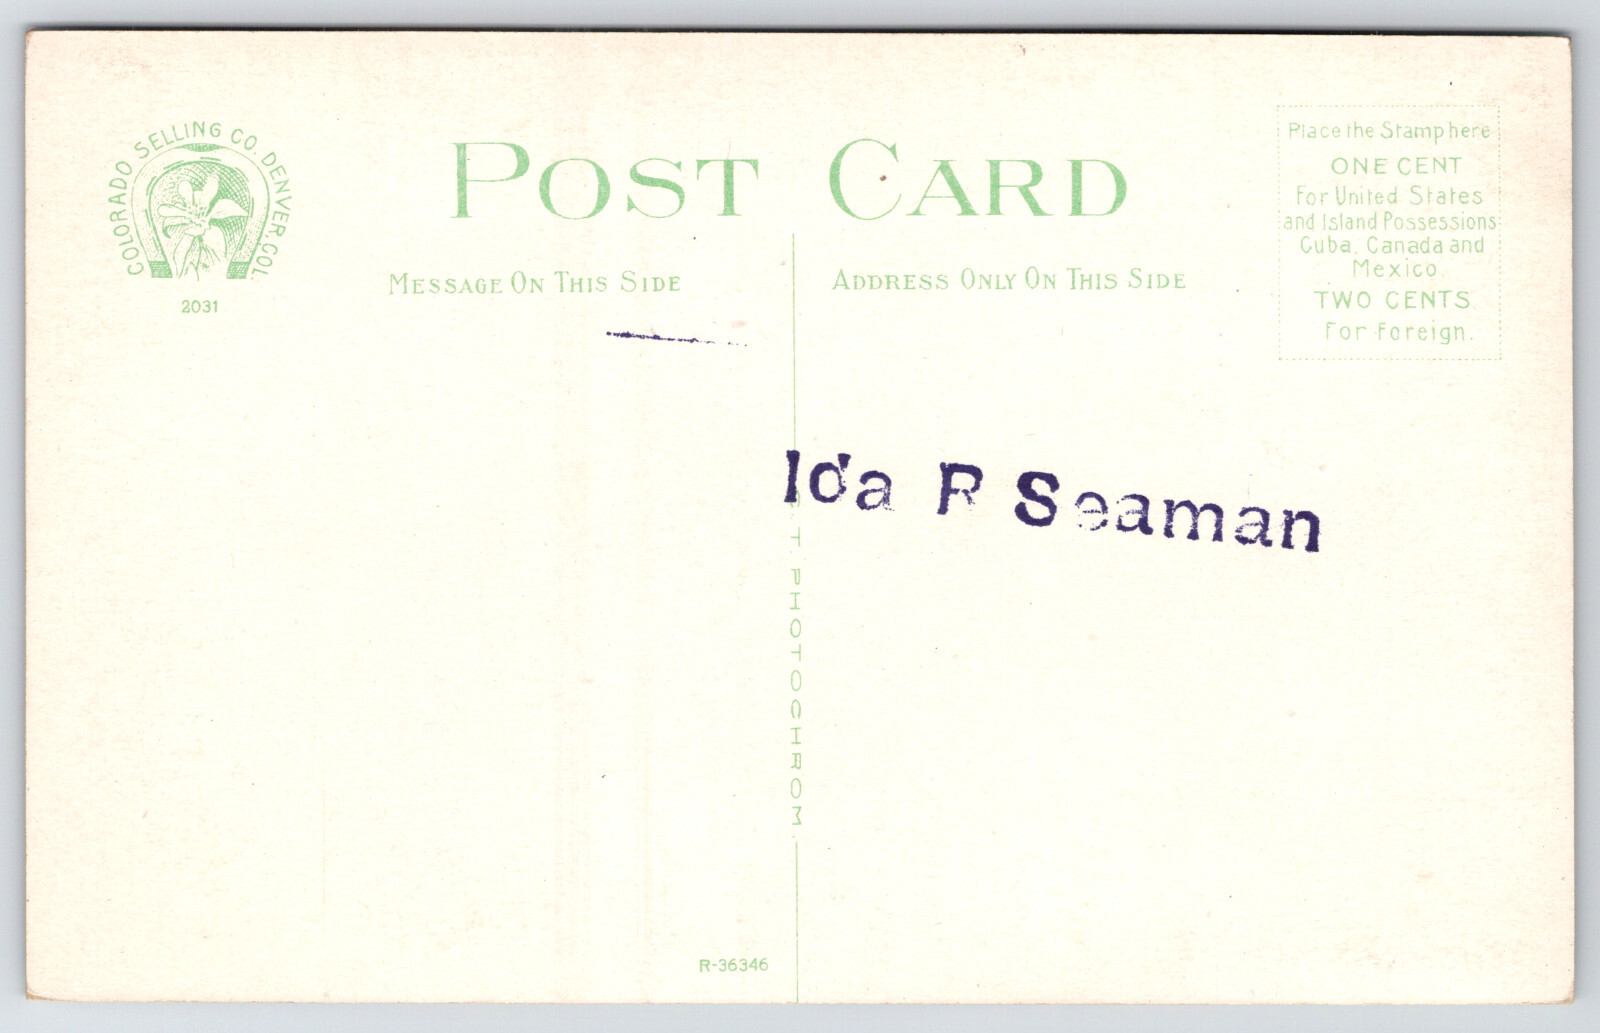 COLORADO SELLING CO. DENVER, COL.
2031
POST CARD
MESSAGE ON THIS SIDE
ADDRESS ONLY ON THIS SIDE
Place the Stamp here
ONE CENT
For United States
and Island Possessions
Cuba, Canada and
Mexico.
TWO CENTS
For Foreign.
Ida R Seaman
PHOTOCHROM
R-36346